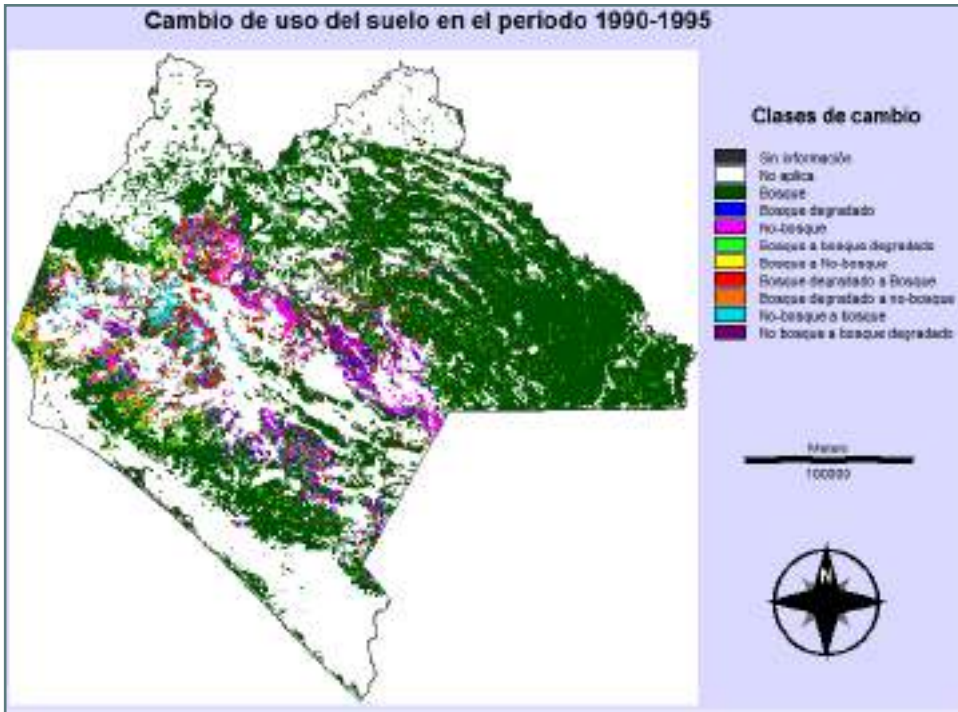 Cambio de uso del suelo en el periodo 1990-1995
Clases de cambio
Sin información
No aplica
Bosque
Bosque degradado
No-bosque
Bosque a bosque degradado
Bosque a No-bosque
Bosque degradado a Bosque
Bosque degradado a no-bosque
No-bosque a bosque
No bosque a bosque degradado
Meters
100000
N